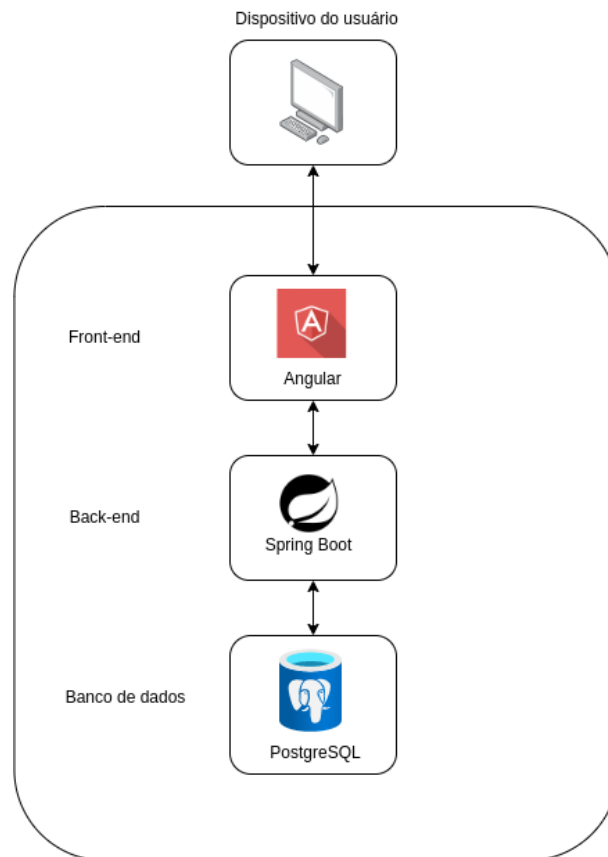 Dispositivo do usuário
Front-end
Angular
Back-end
Spring Boot
Banco de dados
PostgreSQL